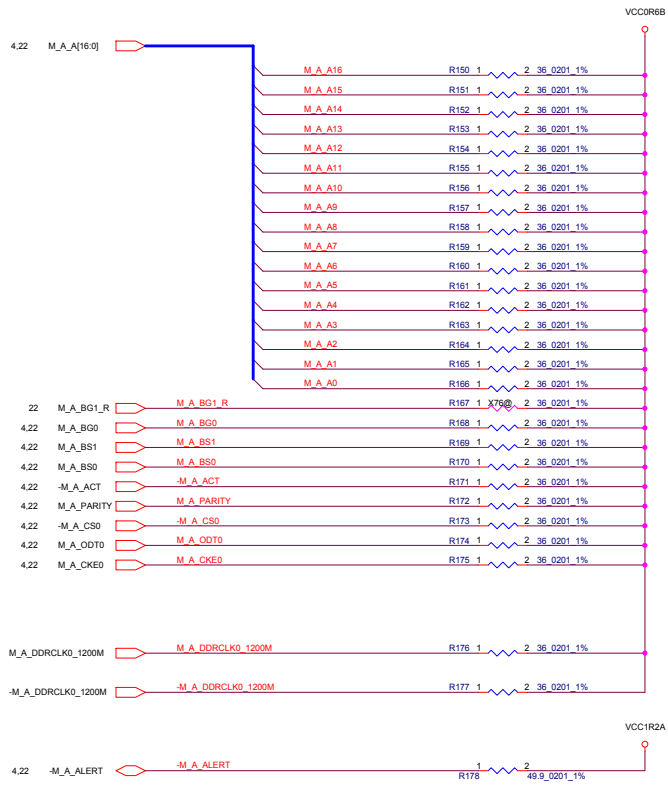 VCC0R6B
4,22 M_A_A[16:0]
M_A_A16 R150 1 2 36_0201_1%
M_A_A15 R151 1 2 36_0201_1%
M_A_A14 R152 1 2 36_0201_1%
M_A_A13 R153 1 2 36_0201_1%
M_A_A12 R154 1 2 36_0201_1%
M_A_A11 R155 1 2 36_0201_1%
M_A_A10 R156 1 2 36_0201_1%
M_A_A9 R157 1 2 36_0201_1%
M_A_A8 R158 1 2 36_0201_1%
M_A_A7 R159 1 2 36_0201_1%
M_A_A6 R160 1 2 36_0201_1%
M_A_A5 R161 1 2 36_0201_1%
M_A_A4 R162 1 2 36_0201_1%
M_A_A3 R163 1 2 36_0201_1%
M_A_A2 R164 1 2 36_0201_1%
M_A_A1 R165 1 2 36_0201_1%
M_A_A0 R166 1 2 36_0201_1%
22 M_A_BG1_R M_A_BG1_R R167 1 X76@ 2 36_0201_1%
4,22 M_A_BG0 M_A_BG0 R168 1 2 36_0201_1%
4,22 M_A_BS1 M_A_BS1 R169 1 2 36_0201_1%
4,22 M_A_BS0 M_A_BS0 R170 1 2 36_0201_1%
4,22 -M_A_ACT -M_A_ACT R171 1 2 36_0201_1%
4,22 M_A_PARITY M_A_PARITY R172 1 2 36_0201_1%
4,22 -M_A_CS0 -M_A_CS0 R173 1 2 36_0201_1%
4,22 M_A_ODT0 M_A_ODT0 R174 1 2 36_0201_1%
4,22 M_A_CKE0 M_A_CKE0 R175 1 2 36_0201_1%
M_A_DDRCLK0_1200M M_A_DDRCLK0_1200M R176 1 2 36_0201_1%
-M_A_DDRCLK0_1200M -M_A_DDRCLK0_1200M R177 1 2 36_0201_1%
VCC1R2A
4,22 -M_A_ALERT -M_A_ALERT 1 2
R178 49.9_0201_1%